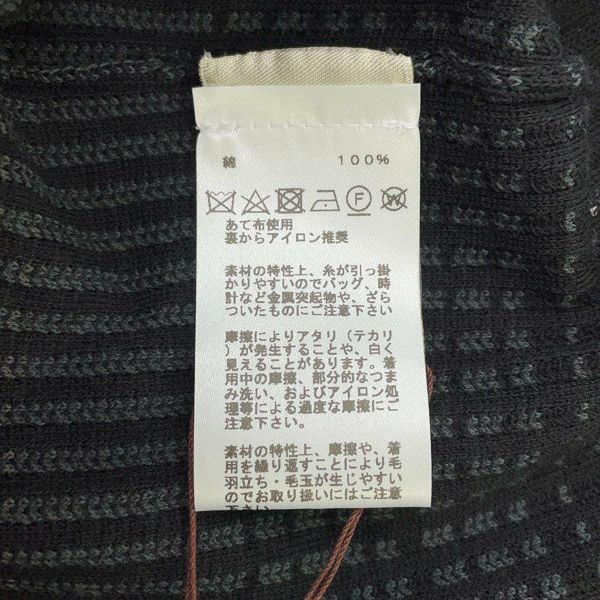 綿 100%
F W
あて布使用
裏からアイロン推奨
素材の特性上、糸が引っ掛
かりやすいのでバッグ、時
計など金属突起物や、ざら
ついたものにご注意下さい
摩擦によりアタリ（テカリ
）が発生することや、白く
見えることがあります。着
用中の摩擦、部分的なつま
み洗い、およびアイロン処
理等による過度な摩擦にご
注意下さい。
素材の特性上、摩擦や、着
用を繰り返すことにより毛
羽立ち・毛玉が生じやすい
のでお取り扱いにはご注意
下さい。